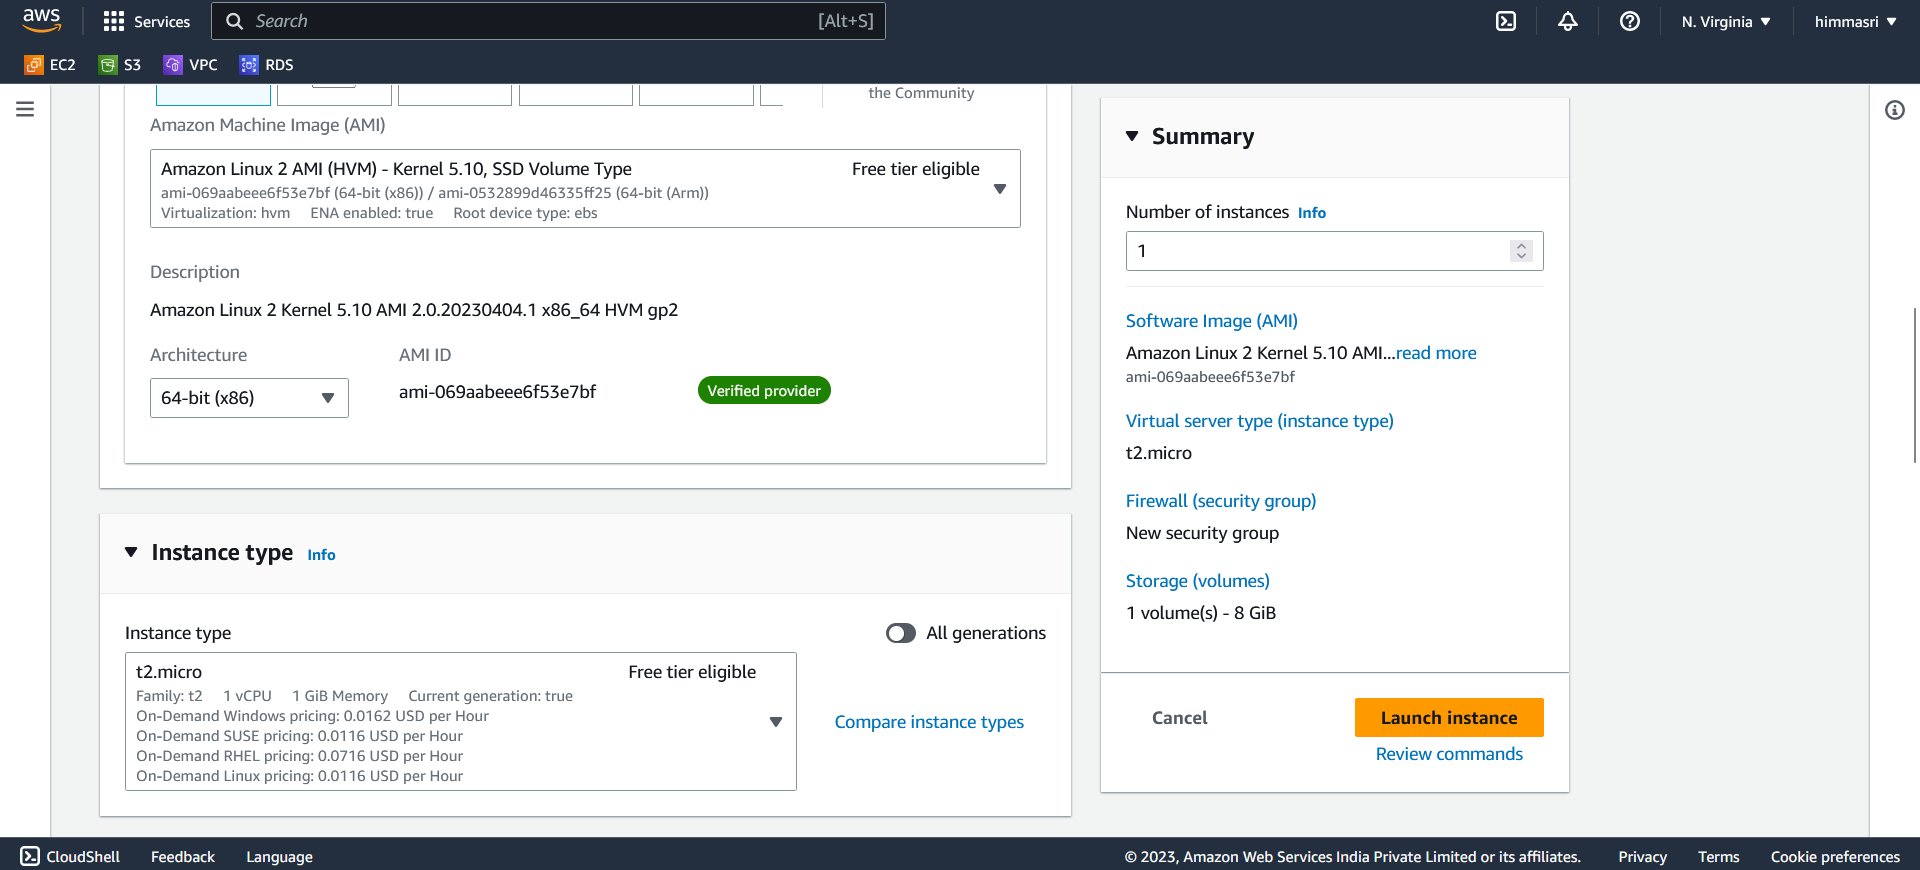 aws
Services
Search
[Alt+S]
N. Virginia
himmasri
EC2
S3
VPC
RDS
the Community
Amazon Machine Image (AMI)
Amazon Linux 2 AMI (HVM) - Kernel 5.10, SSD Volume Type
Free tier eligible
ami-069aabeee6f53e7bf (64-bit (x86)) / ami-0532899d46335ff25 (64-bit (Arm))
Virtualization: hvm ENA enabled: true Root device type: ebs
Description
Amazon Linux 2 Kernel 5.10 AMI 2.0.20230404.1 x86_64 HVM gp2
Architecture
AMI ID
64-bit (x86)
ami-069aabeee6f53e7bf
Verified provider
Instance type Info
Instance type
All generations
t2.micro
Free tier eligible
Family: t2 1 vCPU 1 GiB Memory Current generation: true
On-Demand Windows pricing: 0.0162 USD per Hour
On-Demand SUSE pricing: 0.0116 USD per Hour
On-Demand RHEL pricing: 0.0716 USD per Hour
On-Demand Linux pricing: 0.0116 USD per Hour
Compare instance types
Summary
Number of instances Info
1
Software Image (AMI)
Amazon Linux 2 Kernel 5.10 AMI...read more
ami-069aabeee6f53e7bf
Virtual server type (instance type)
t2.micro
Firewall (security group)
New security group
Storage (volumes)
1 volume(s) - 8 GiB
Cancel
Launch instance
Review commands
CloudShell
Feedback
Language
© 2023, Amazon Web Services India Private Limited or its affiliates.
Privacy
Terms
Cookie preferences